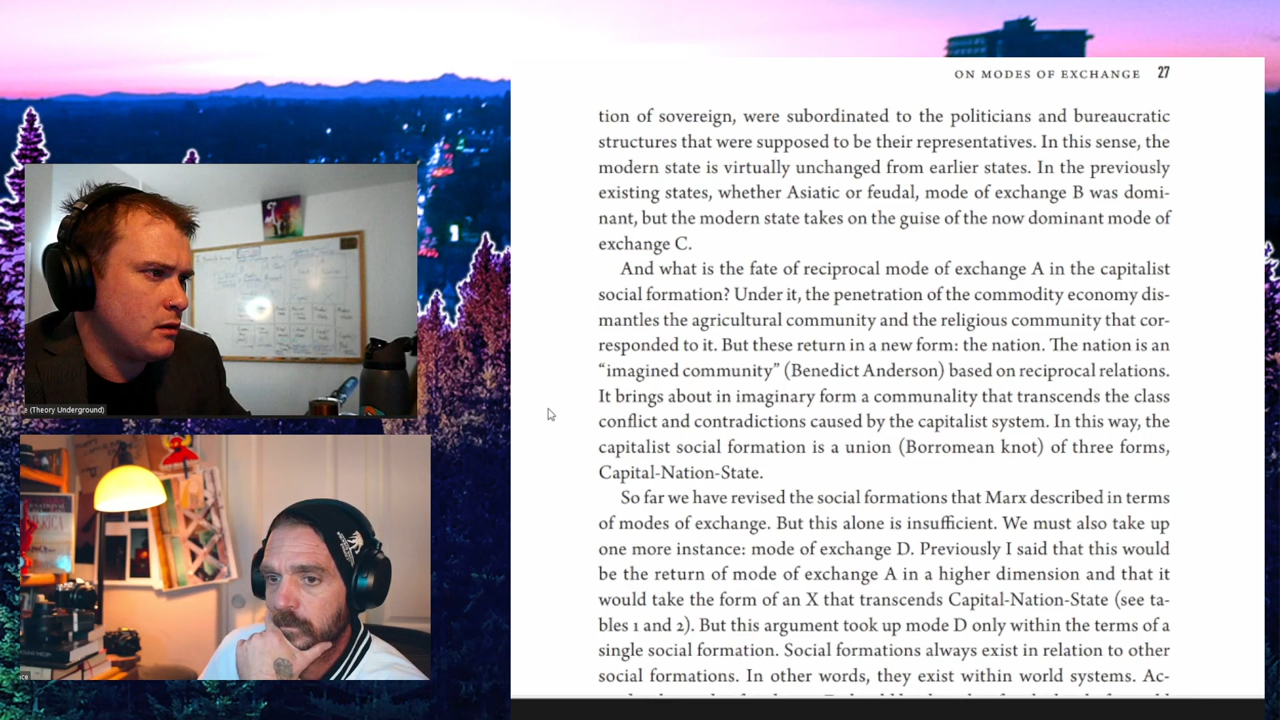 ON MODES OF EXCHANGE 27
tion of sovereign, were subordinated to the politicians and bureaucratic
structures that were supposed to be their representatives. In this sense, the
modern state is virtually unchanged from earlier states. In the previously
existing states, whether Asiatic or feudal, mode of exchange B was domi-
nant, but the modern state takes on the guise of the now dominant mode of
exchange C.
And what is the fate of reciprocal mode of exchange A in the capitalist
social formation? Under it, the penetration of the commodity economy dis-
mantles the agricultural community and the religious community that cor-
responded to it. But these return in a new form: the nation. The nation is an
“imagined community” (Benedict Anderson) based on reciprocal relations.
It brings about in imaginary form a communality that transcends the class
conflict and contradictions caused by the capitalist system. In this way, the
capitalist social formation is a union (Borromean knot) of three forms,
Capital-Nation-State.
So far we have revised the social formations that Marx described in terms
of modes of exchange. But this alone is insufficient. We must also take up
one more instance: mode of exchange D. Previously I said that this would
be the return of mode of exchange A in a higher dimension and that it
would take the form of an X that transcends Capital-Nation-State (see ta-
bles 1 and 2). But this argument took up mode D only within the terms of a
single social formation. Social formations always exist in relation to other
social formations. In other words, they exist within world systems. Ac-
e (Theory Underground)